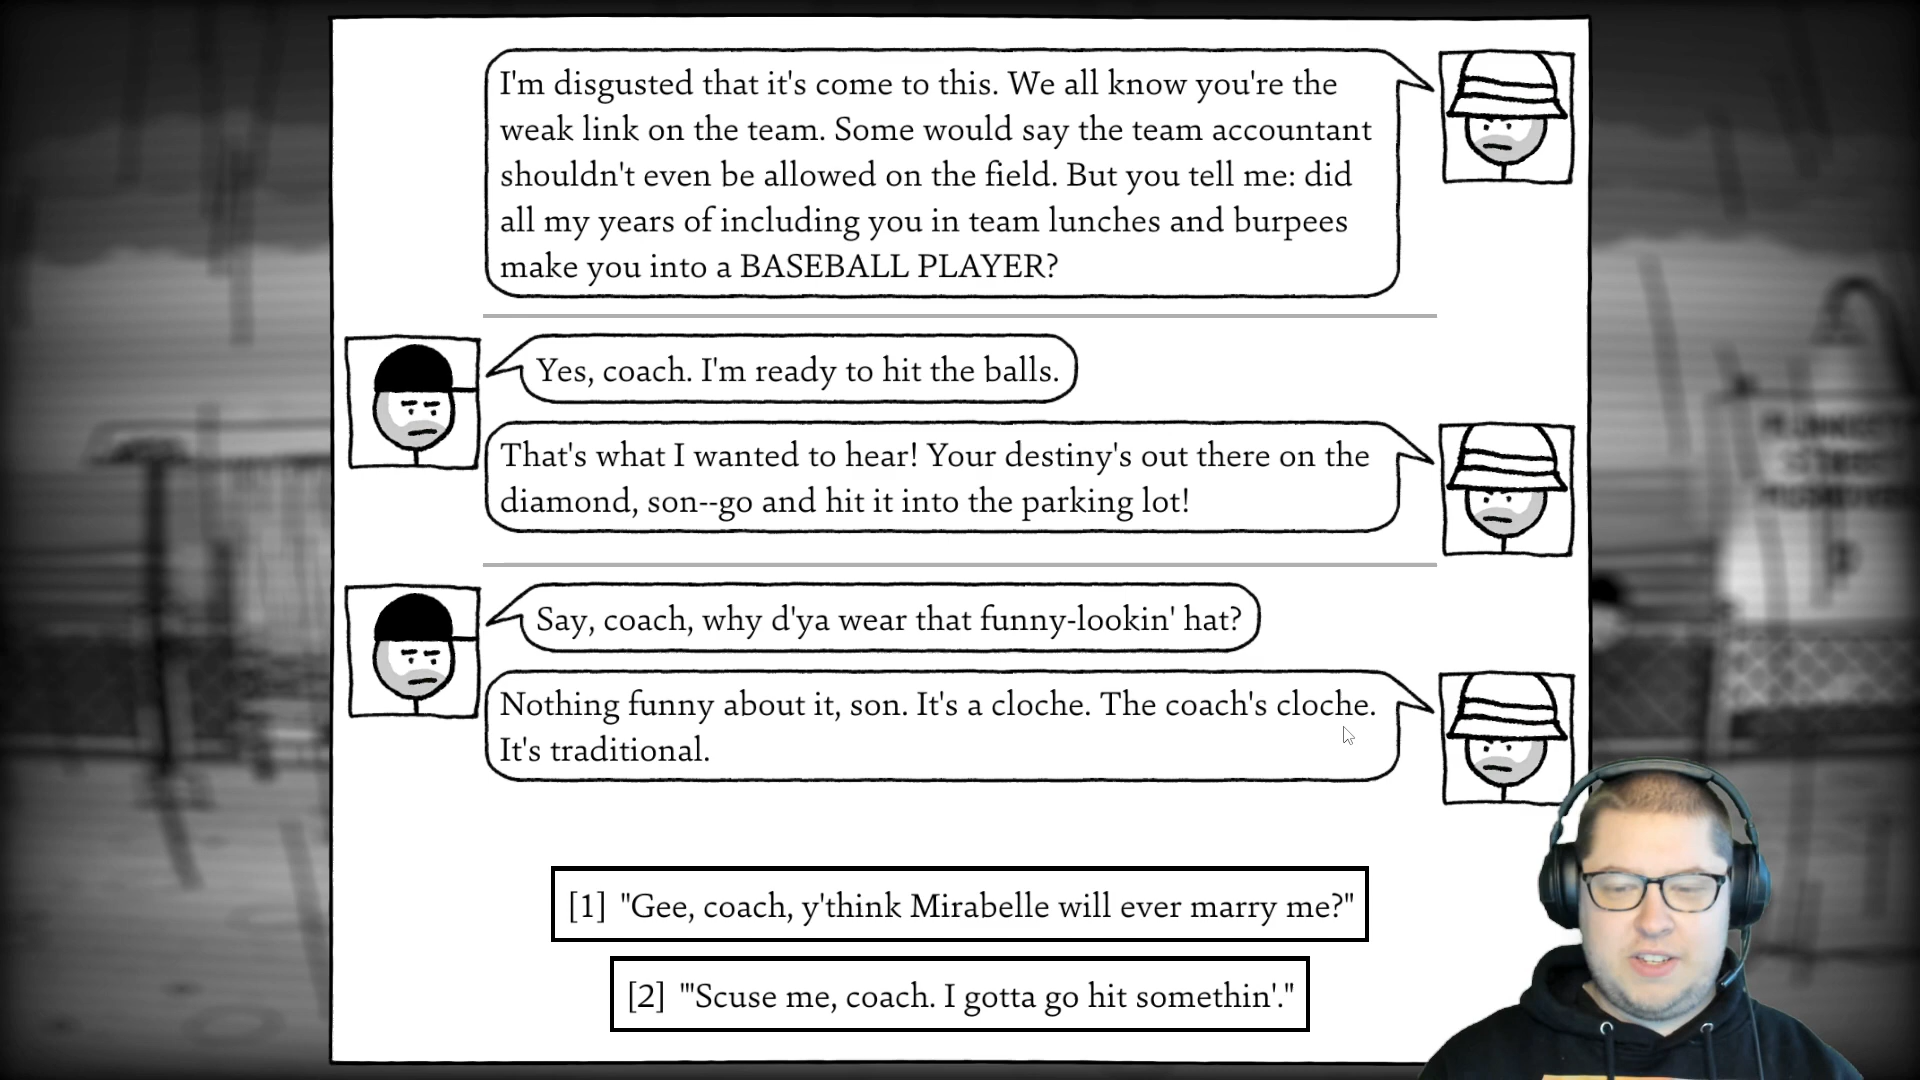 I'm disgusted that it's come to this. We all know you're the
weak link on the team. Some would say the team accountant
shouldn't even be allowed on the field. But you tell me: did
all my years of including you in team lunches and burpees
make you into a BASEBALL PLAYER?
Yes, coach. I'm ready to hit the balls.
That's what I wanted to hear! Your destiny's out there on the
diamond, son--go and hit it into the parking lot!
Say, coach, why d'ya wear that funny-lookin' hat?
Nothing funny about it, son. It's a cloche. The coach's cloche.
It's traditional.
[1] "Gee, coach, y'think Mirabelle will ever marry me?"
[2] "'Scuse me, coach. I gotta go hit somethin'."